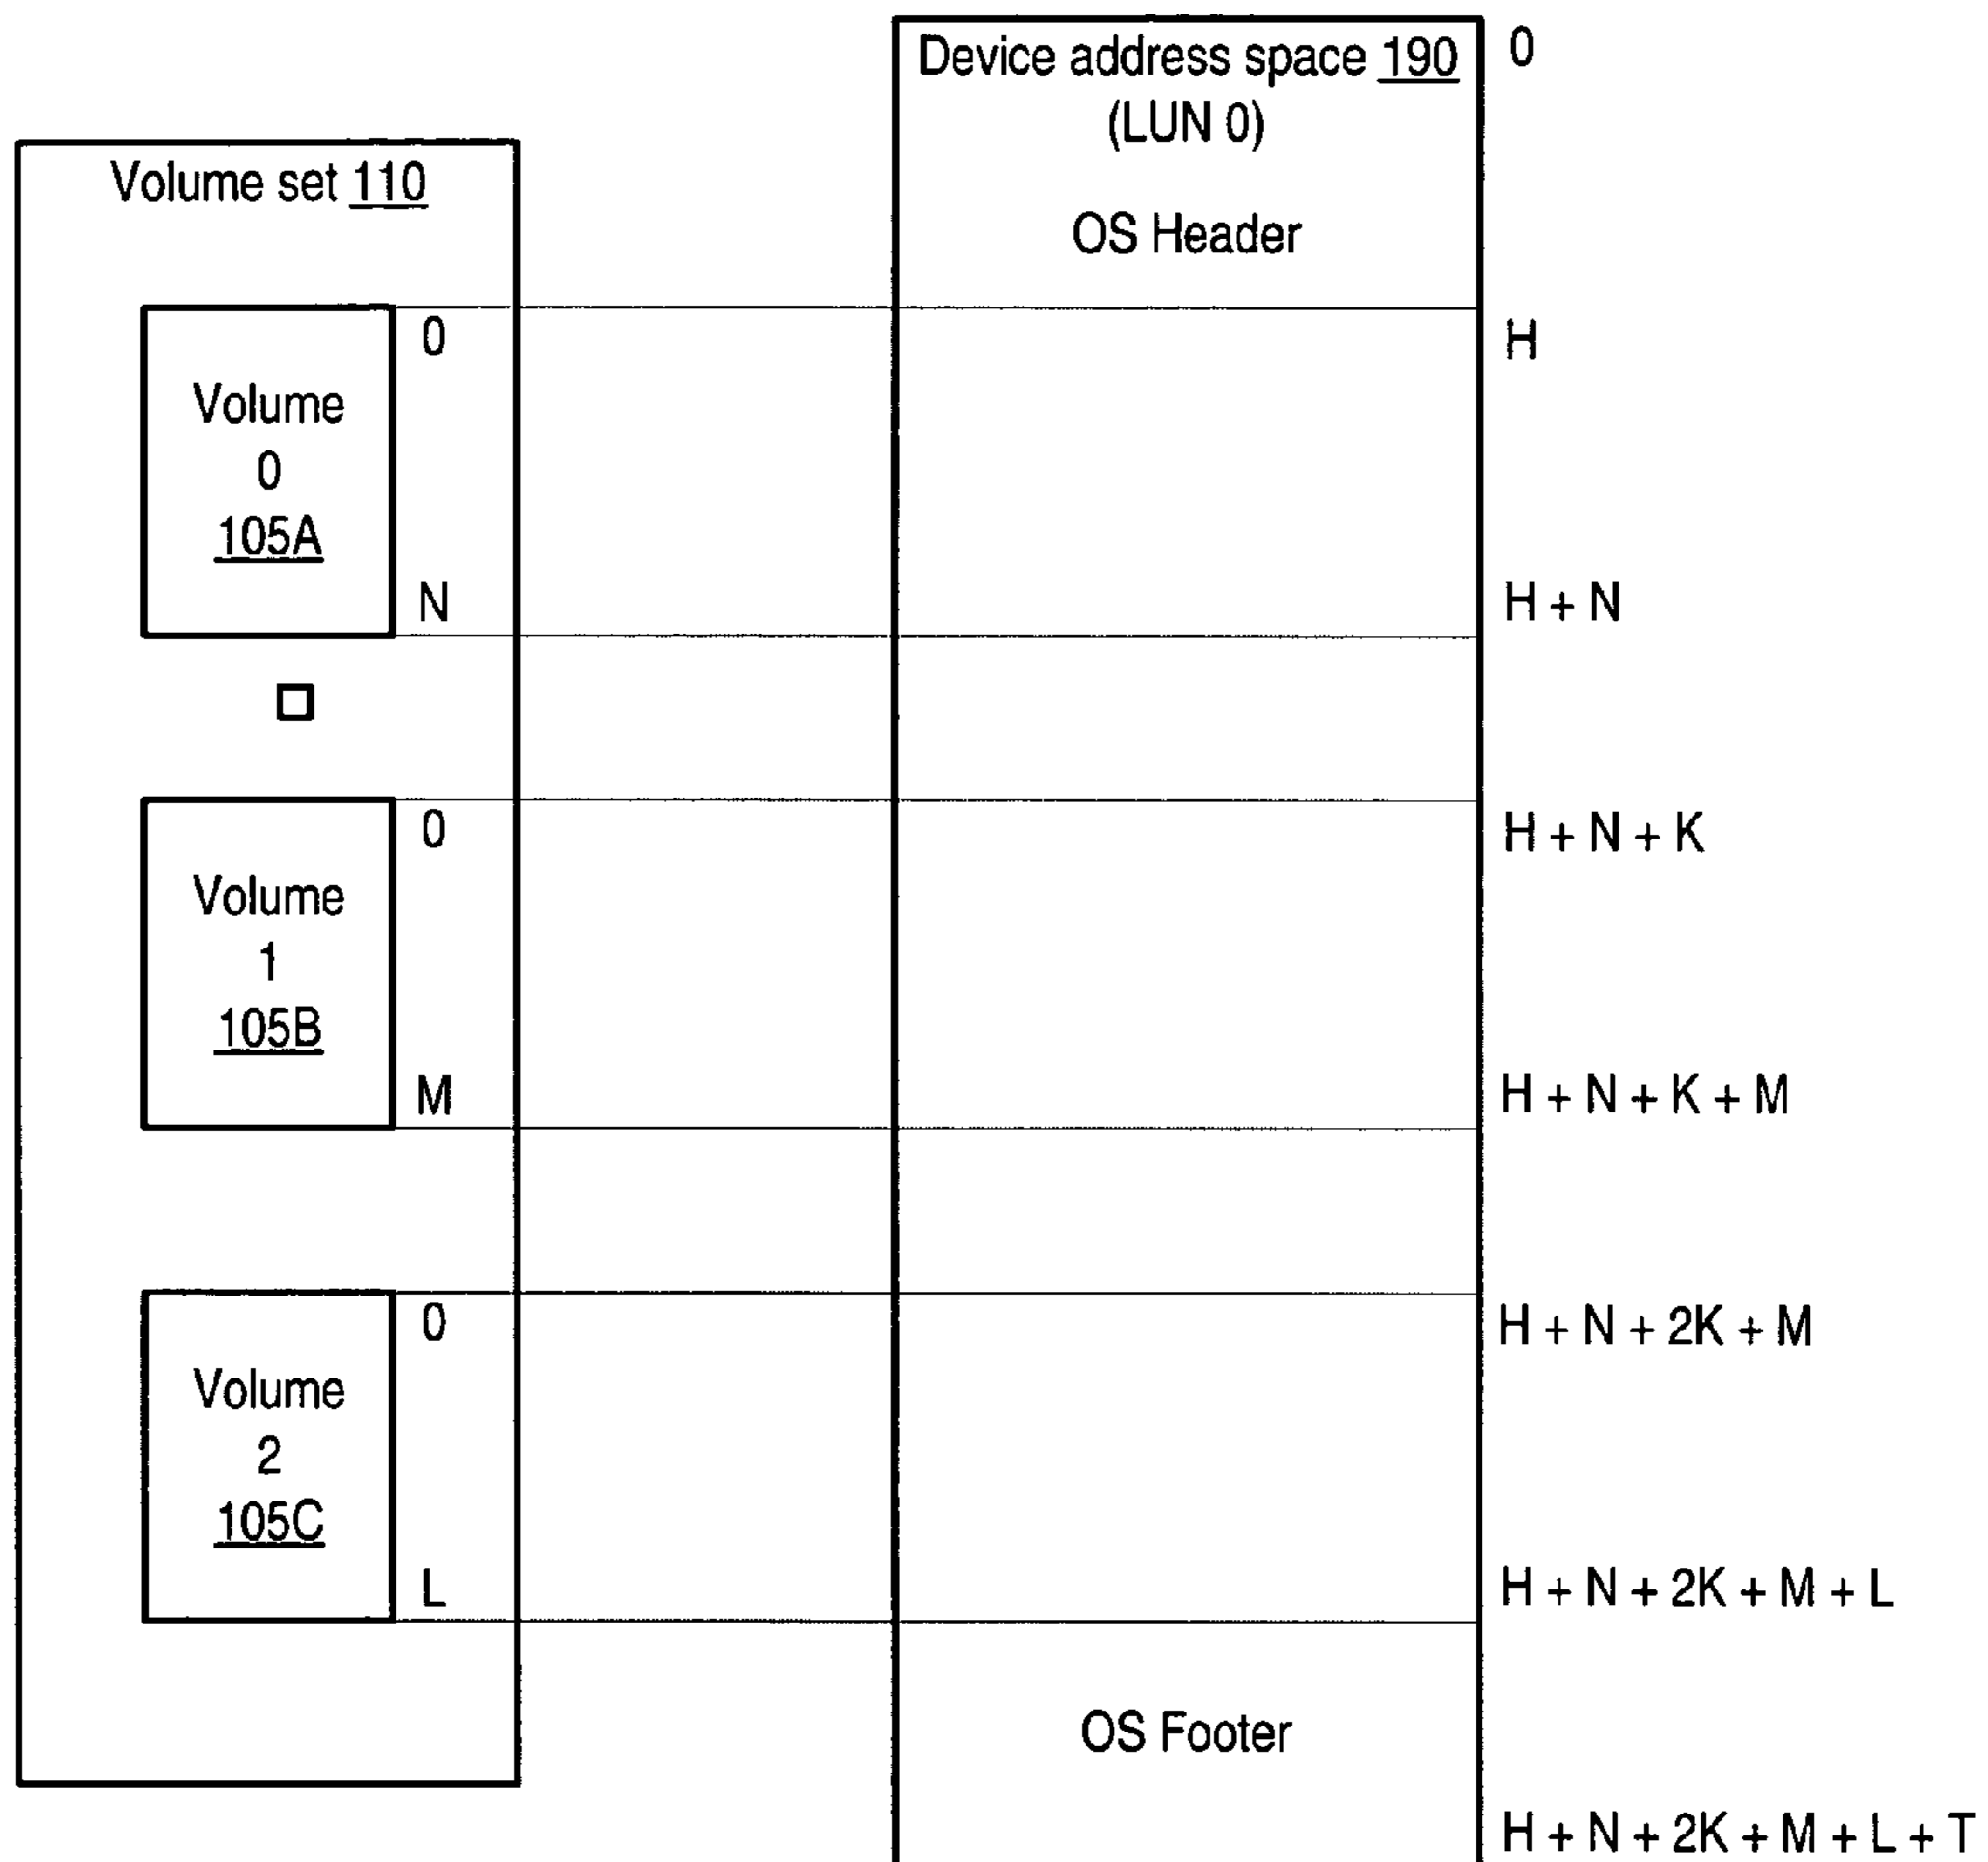 Device address space 190
(LUN 0)
0
OS Header
Volume set 110
Volume
0
105A
0
N
H
H + N
Volume
1
105B
0
M
H + N + K
H + N + K + M
Volume
2
105C
0
L
H + N + 2K + M
H + N + 2K + M + L
OS Footer
H + N + 2K + M + L + T